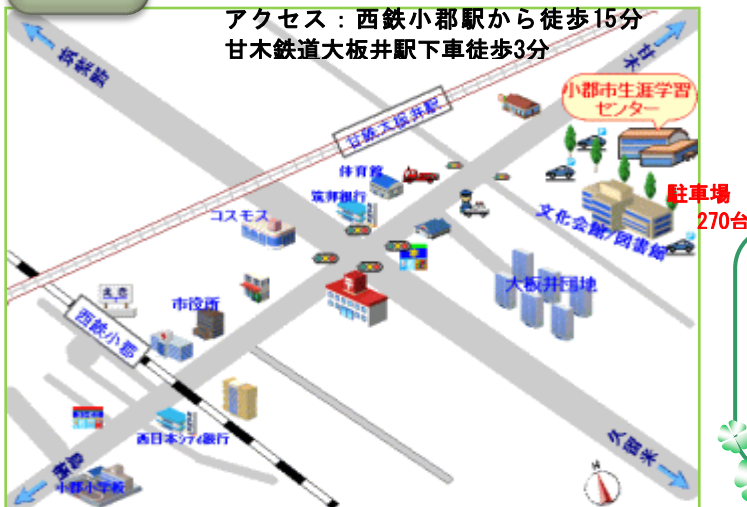 アクセス：西鉄小郡駅から徒歩15分
甘木鉄道大板井駅下車徒歩3分
甘木
小郡市生涯学習
センター
甘鉄大板井駅
体育館
筑邦銀行
コスモス
駐車場
270台
文化会館/図書館
大板井団地
市役所
西鉄小郡
西日本シティ銀行
久留米
小郡小学校
N